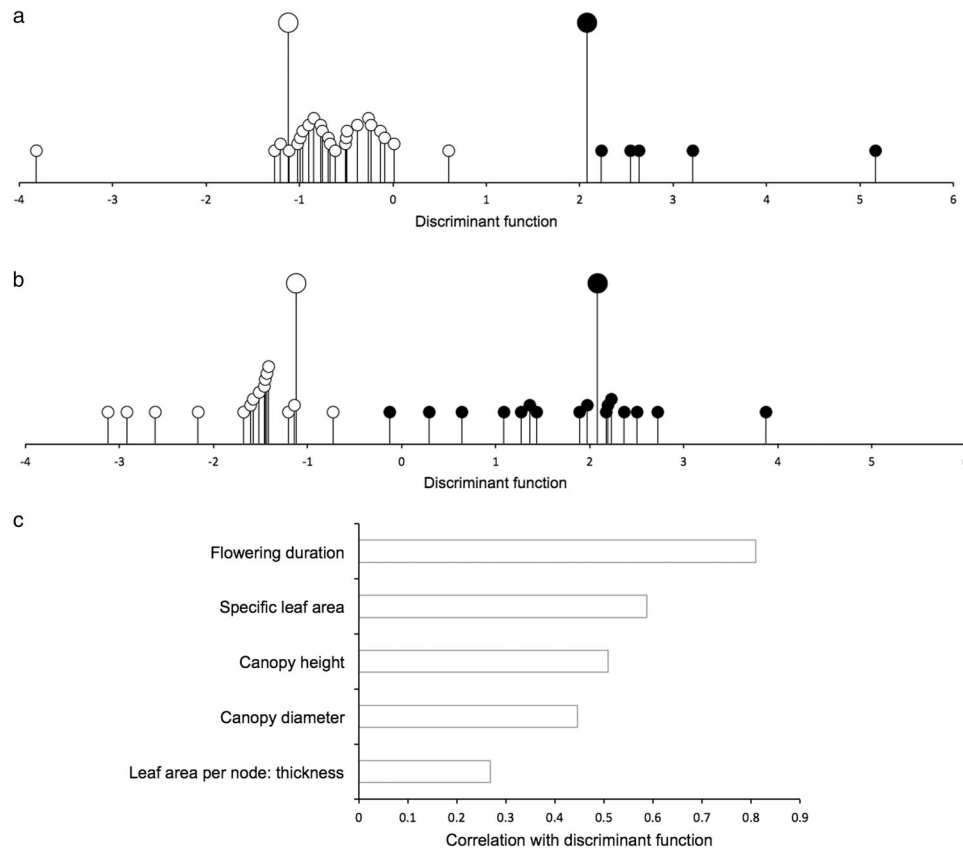 a
-4 -3 -2 -1 0 1 2 3 4 5 6
Discriminant function
b
-4 -3 -2 -1 0 1 2 3 4 5
Discriminant function
c
Flowering duration
Specific leaf area
Canopy height
Canopy diameter
Leaf area per node: thickness
0 0.1 0.2 0.3 0.4 0.5 0.6 0.7 0.8 0.9
Correlation with discriminant function